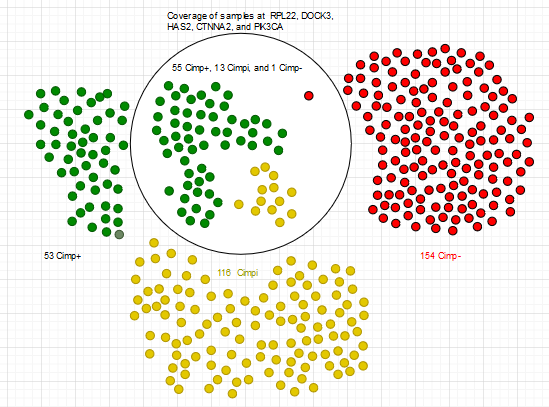 Coverage of samples at RPL22, DOCK3,
HAS2, CTNNA2, and PIK3CA
55 Cimp+, 13 Cimpi, and 1 Cimp-
53 Cimp+
116 Cimpi
154 Cimp-